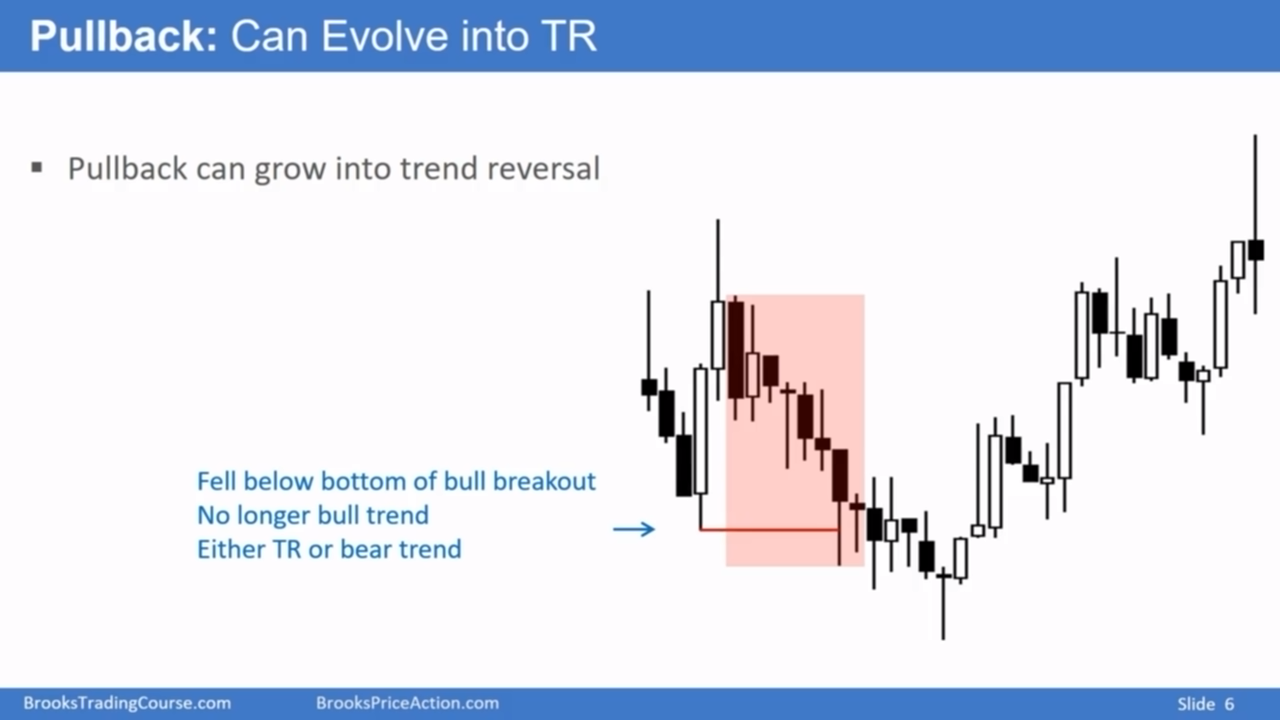 Pullback: Can Evolve into TR
▪ Pullback can grow into trend reversal
Fell below bottom of bull breakout
No longer bull trend
Either TR or bear trend
BrooksTradingCourse.com
BrooksPriceAction.com
Slide 6